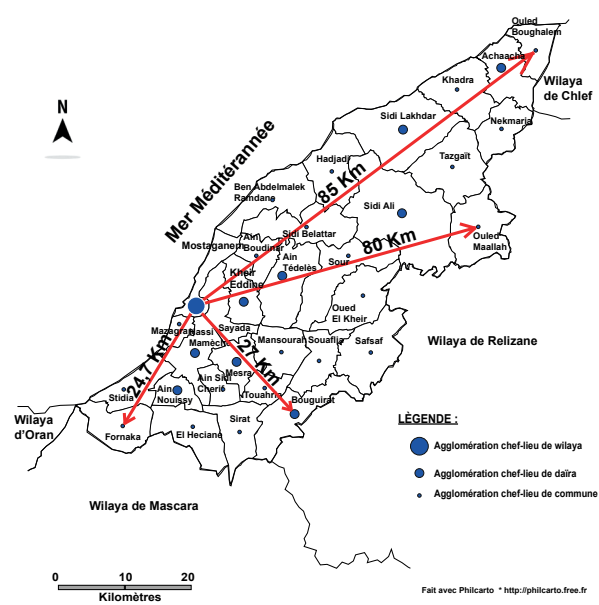 Ouled
Boughalem
Achaacha
Khadra
Wilaya
de Chlef
N
Sidi Lakhdar
Nekmaria
Mer Méditérannée
Hadjadj
Tazgaït
85 Km
Ben Abdelmalek
Ramdane
Sidi Ali
Mostaganem
Sidi Belattar
Ain
Boudinar
80 Km
Ouled
Maallah
Ain
Tédelès
Sour
Kheir
Eddine
Oued
El Kheir
Mazagran
Sayada
Hassi
Mamèche
Mansourah
Souaflia
Safsaf
Wilaya de Relizane
24,7 Km
27 Km
Mesra
Stidia
Ain
Nouissy
Ain Sidi
Cherif
Touahria
Bouguirat
Wilaya
d'Oran
Fornaka
El Heciane
Sirat
LÈGENDE :
Agglomération chef-lieu de wilaya
Agglomération chef-lieu de daïra
Agglomération chef-lieu de commune
Wilaya de Mascara
0 10 20
Kilomètres
Fait avec Philcarto * http://philcarto.free.fr